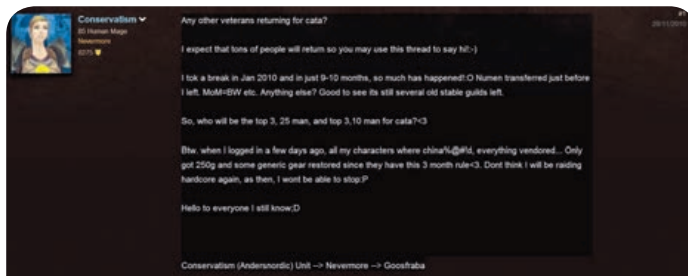 Conservatism
Any other veterans returning for cata?
85 Human Mage
Nevermore
I expect that tons of people will return so you may use this thread to say hi!:-)
I tok a break in Jan 2010 and in just 9-10 months, so much has happened!:O Numen transferred just before
I left. MoM=BW etc. Anything else? Good to see its still several old stable guilds left.
So, who will be the top 3, 25 man, and top 3,10 man for cata?<3
Btw. when I logged in a few days ago, all my characters where china%@#!d, everything vendored... Only
got 250g and some generic gear restored since they have this 3 month rule<3. Dont think I will be raiding
hardcore again, as then, I wont be able to stop:P
Hello to everyone I still know;D
Conservatism (Andersnordic) Unit --> Nevermore --> Goosfraba